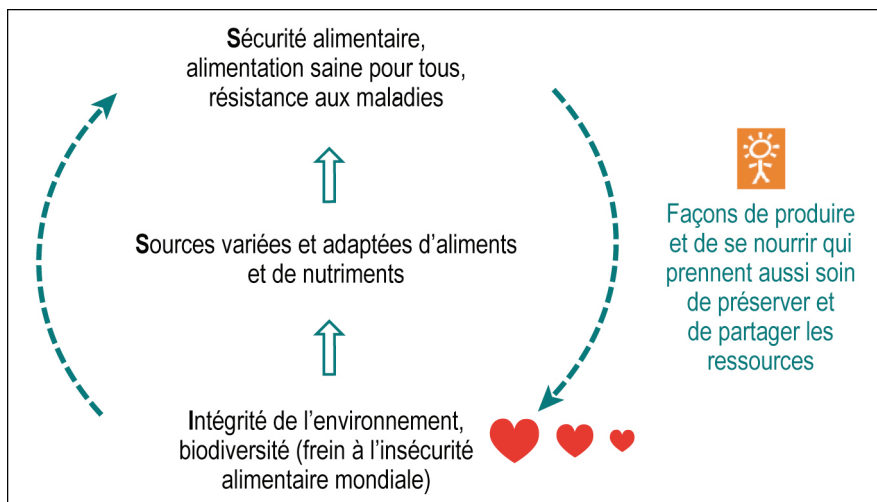 Sécurité alimentaire,
alimentation saine pour tous,
résistance aux maladies
Sources variées et adaptées d’aliments
et de nutriments
Intégrité de l’environnement,
biodiversité (frein à l’insécurité
alimentaire mondiale)
Façons de produire
et de se nourrir qui
prennent aussi soin
de préserver et
de partager les
ressources